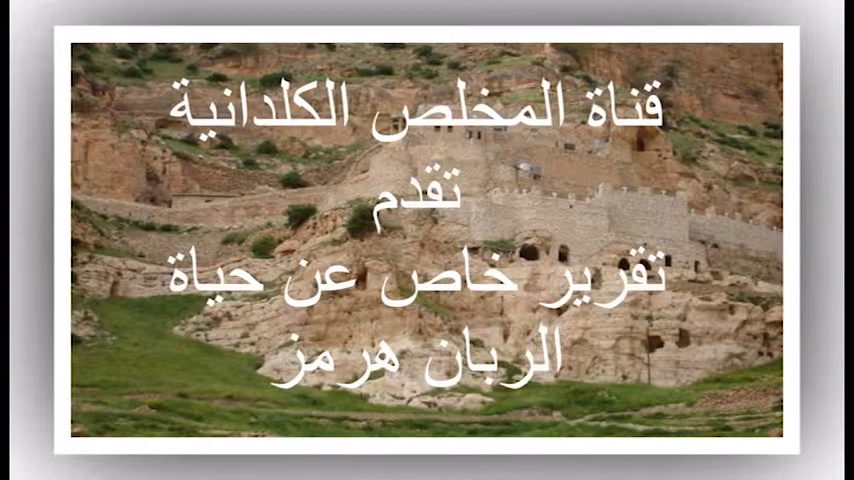 قناة المخلص الكلدانية
تقدم
تقرير خاص عن حياة
الربان هرمز